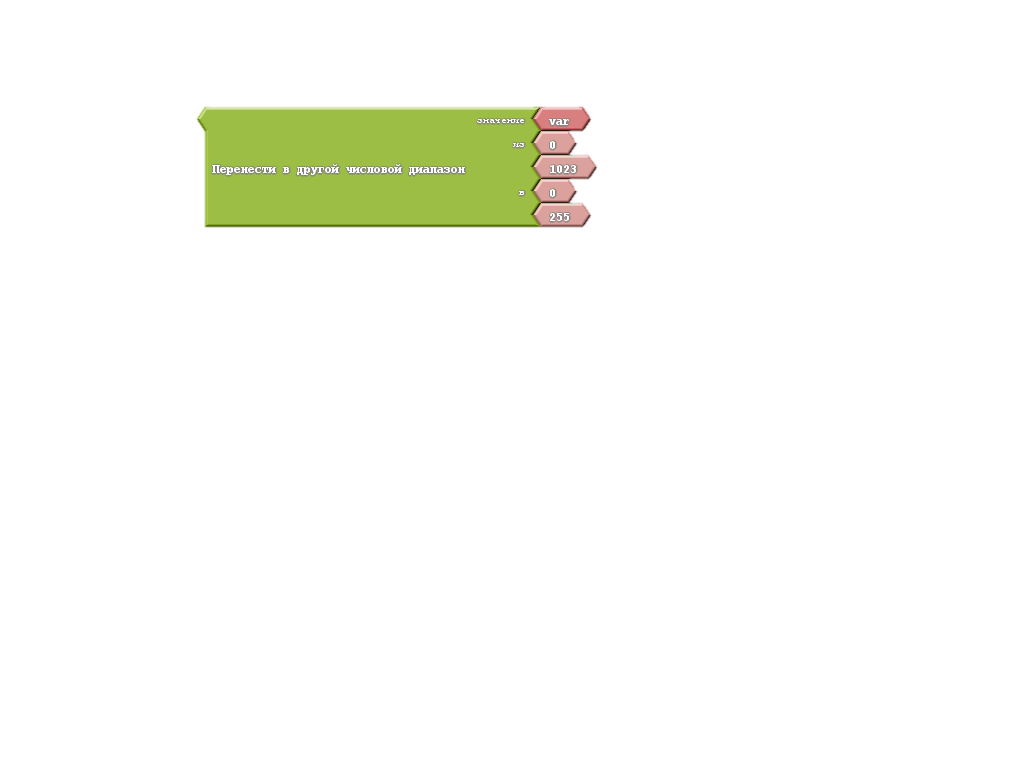 значение var
из 0
Перенести в другой числовой диапазон 1023
в 0
255